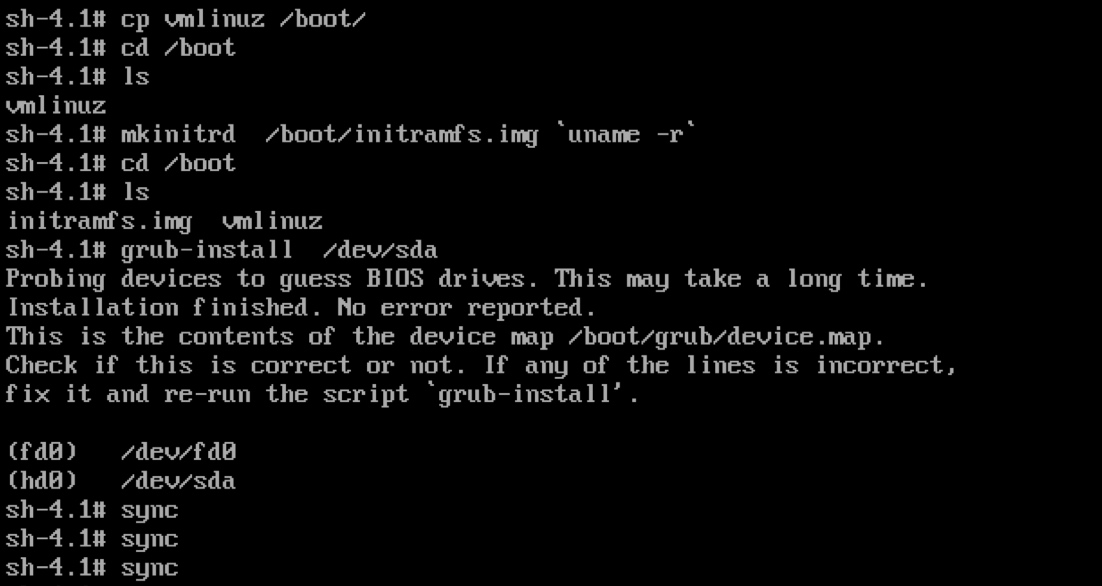 sh-4.1# cp vmlinuz /boot/
sh-4.1# cd /boot
sh-4.1# ls
vmlinuz
sh-4.1# mkinitrd  /boot/initramfs.img `uname -r`
sh-4.1# cd /boot
sh-4.1# ls
initramfs.img  vmlinuz
sh-4.1# grub-install  /dev/sda
Probing devices to guess BIOS drives. This may take a long time.
Installation finished. No error reported.
This is the contents of the device map /boot/grub/device.map.
Check if this is correct or not. If any of the lines is incorrect,
fix it and re-run the script `grub-install'.

(fd0)   /dev/fd0
(hd0)   /dev/sda
sh-4.1# sync
sh-4.1# sync
sh-4.1# sync